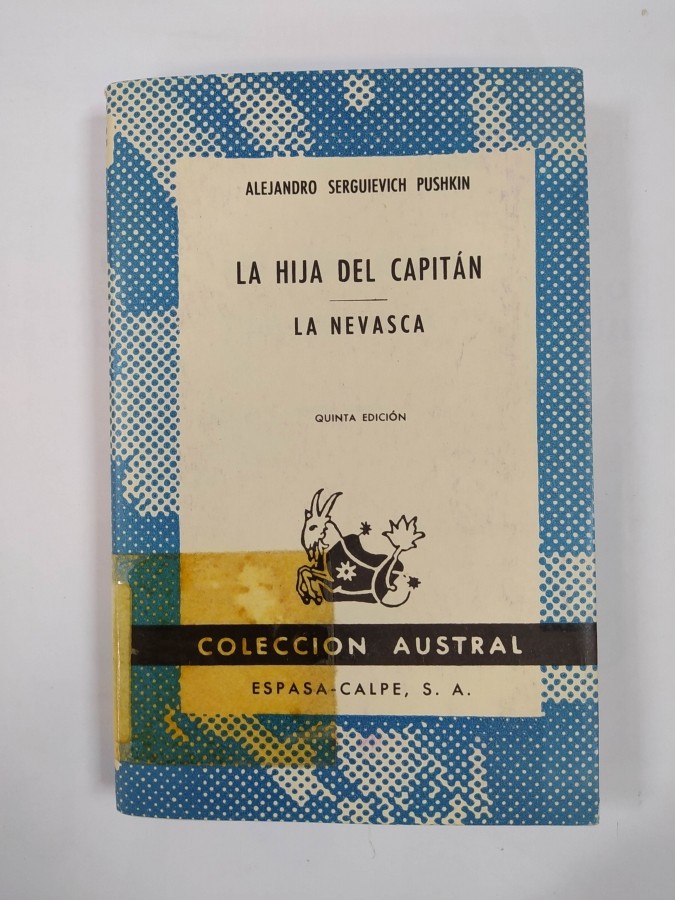 ALEJANDRO SERGUIEVICH PUSHKIN
LA HIJA DEL CAPITÁN
LA NEVASCA
QUINTA EDICIÓN
COLECCION AUSTRAL
ESPASA-CALPE, S. A.